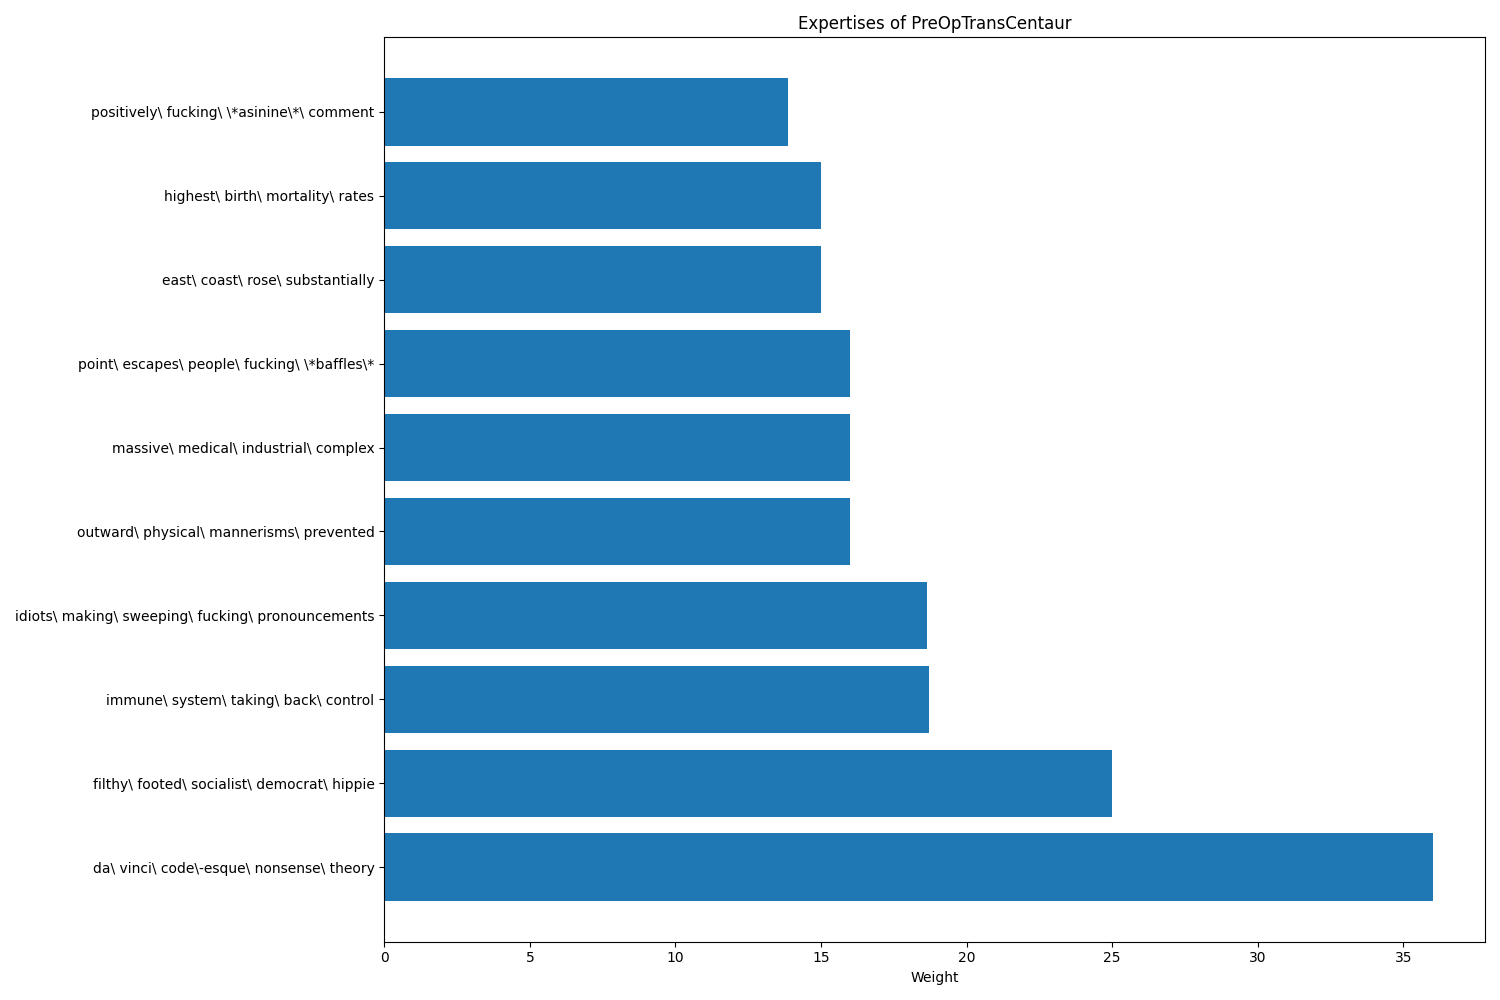 Expertises of PreOpTransCentaur
positively\ fucking\ \*asinine\*\ comment
highest\ birth\ mortality\ rates
east\ coast\ rose\ substantially
point\ escapes\ people\ fucking\ \*baffles\*
massive\ medical\ industrial\ complex
outward\ physical\ mannerisms\ prevented
idiots\ making\ sweeping\ fucking\ pronouncements
immune\ system\ taking\ back\ control
filthy\ footed\ socialist\ democrat\ hippie
da\ vinci\ code\-esque\ nonsense\ theory
0 5 10 15 20 25 30 35
Weight